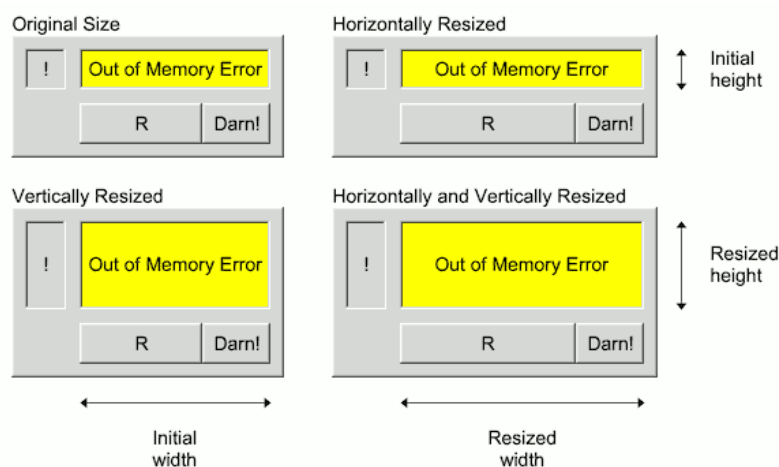 Original Size
! Out of Memory Error
R Darn!
Horizontally Resized
! Out of Memory Error
R Darn!
Initial
height
Vertically Resized
! Out of Memory Error
R Darn!
Horizontally and Vertically Resized
! Out of Memory Error
R Darn!
Resized
height
Initial
width
Resized
width